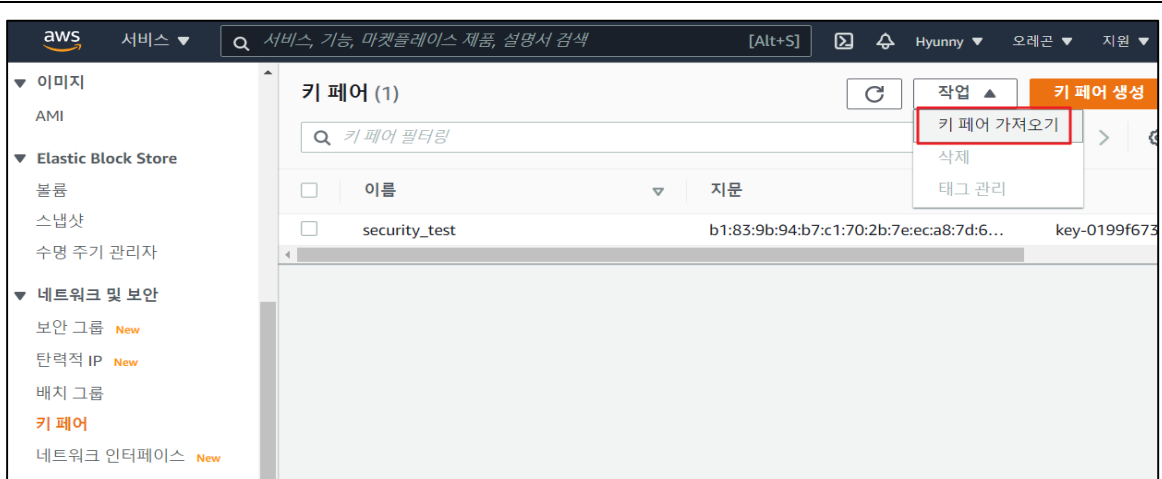 aws 서비스 ▼ 서비스, 기능, 마켓플레이스 제품, 설명서 검색 [Alt+S] Hyunny ▼ 오레곤 ▼ 지원 ▼
▼ 이미지
AMI
▼ Elastic Block Store
볼륨
스냅샷
수명 주기 관리자
▼ 네트워크 및 보안
보안 그룹 New
탄력적 IP New
배치 그룹
키 페어
네트워크 인터페이스 New
키 페어 (1) 작업 ▲ 키 페어 생성
키 페어 필터링
키 페어 가져오기
삭제
태그 관리
이름 지문
security_test b1:83:9b:94:b7:c1:70:2b:7e:ec:a8:7d:6... key-0199f673